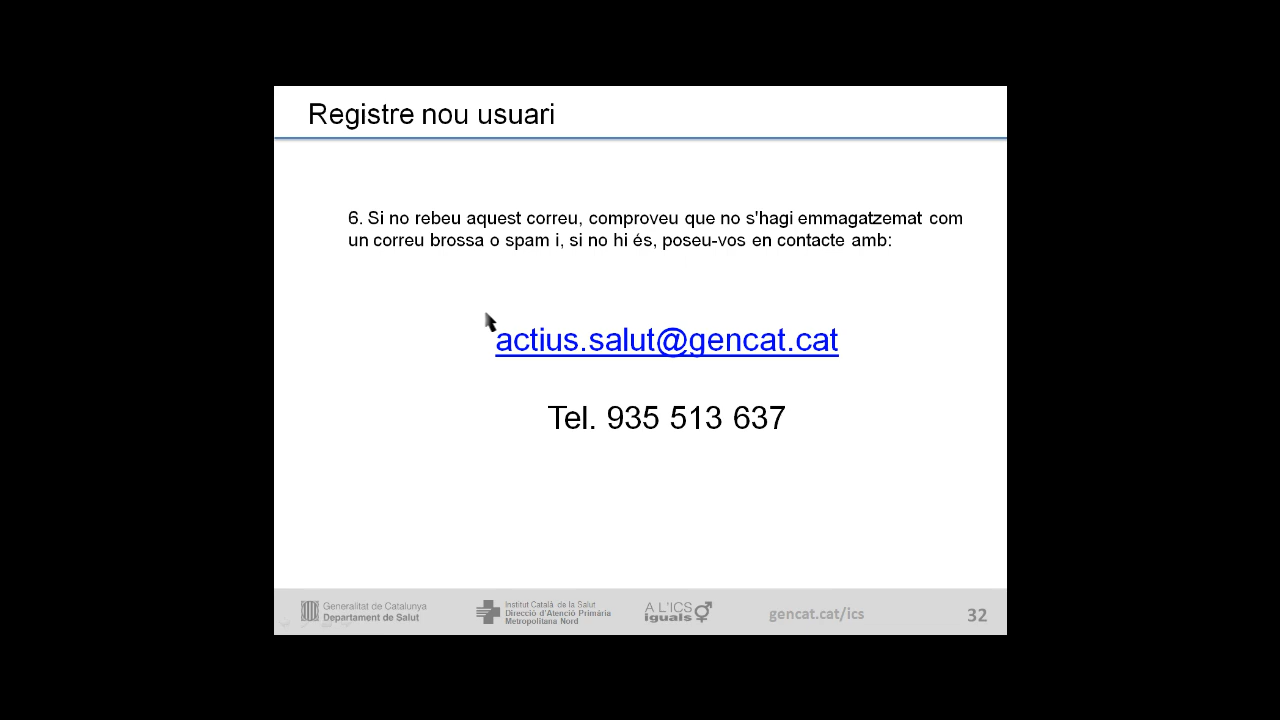 Registre nou usuari
6. Si no rebeu aquest correu, comproveu que no s'hagi emmagatzemat com
un correu brossa o spam i, si no hi és, poseu-vos en contacte amb:
actius.salut@gencat.cat
Tel. 935 513 637
Generalitat de Catalunya
Departament de Salut
Institut Català de la Salut
Direcció d'Atenció Primària
Metropolitana Nord
A L'ICS
iguals
gencat.cat/ics
32